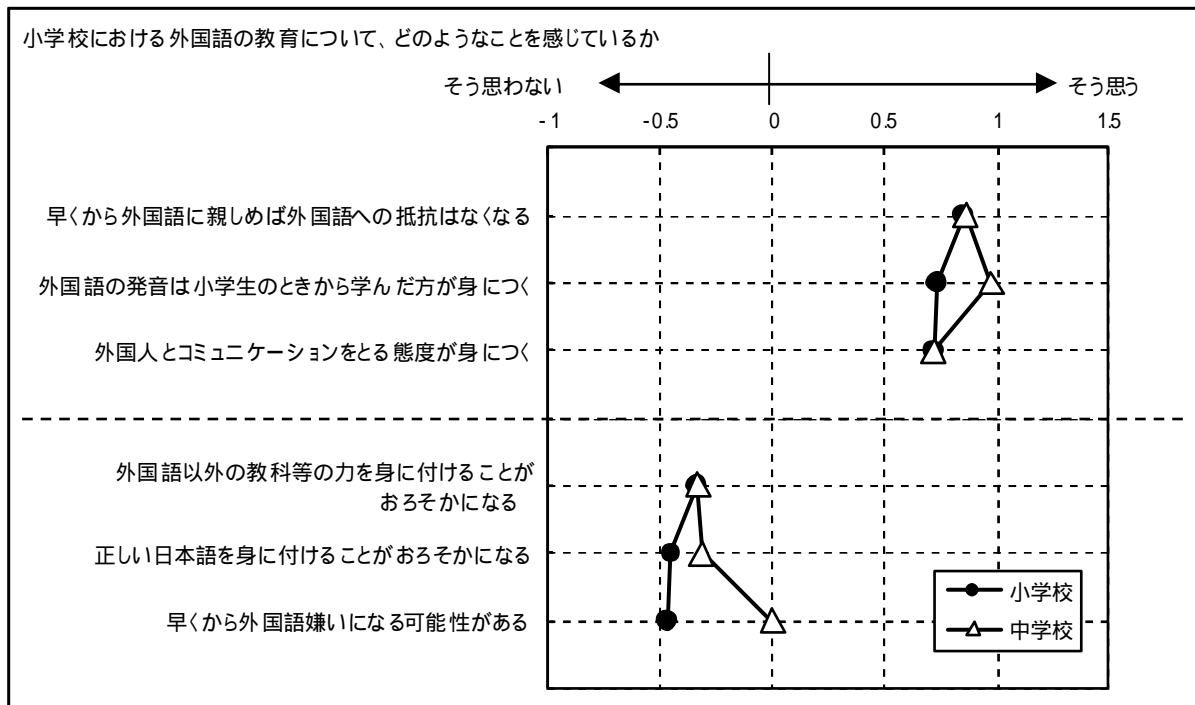 小学校における外国語の教育について、どのようなことを感じているか
そう思わない
そう思う
-1 -0.5 0 0.5 1 1.5
早くから外国語に親しめば外国語への抵抗はなくなる
外国語の発音は小学生のときから学んだ方が身につく
外国人とコミュニケーションをとる態度が身につく
外国語以外の教科等の力を身に付けることが
おろそかになる
正しい日本語を身に付けることがおろそかになる
早くから外国語嫌いになる可能性がある
小学校
中学校